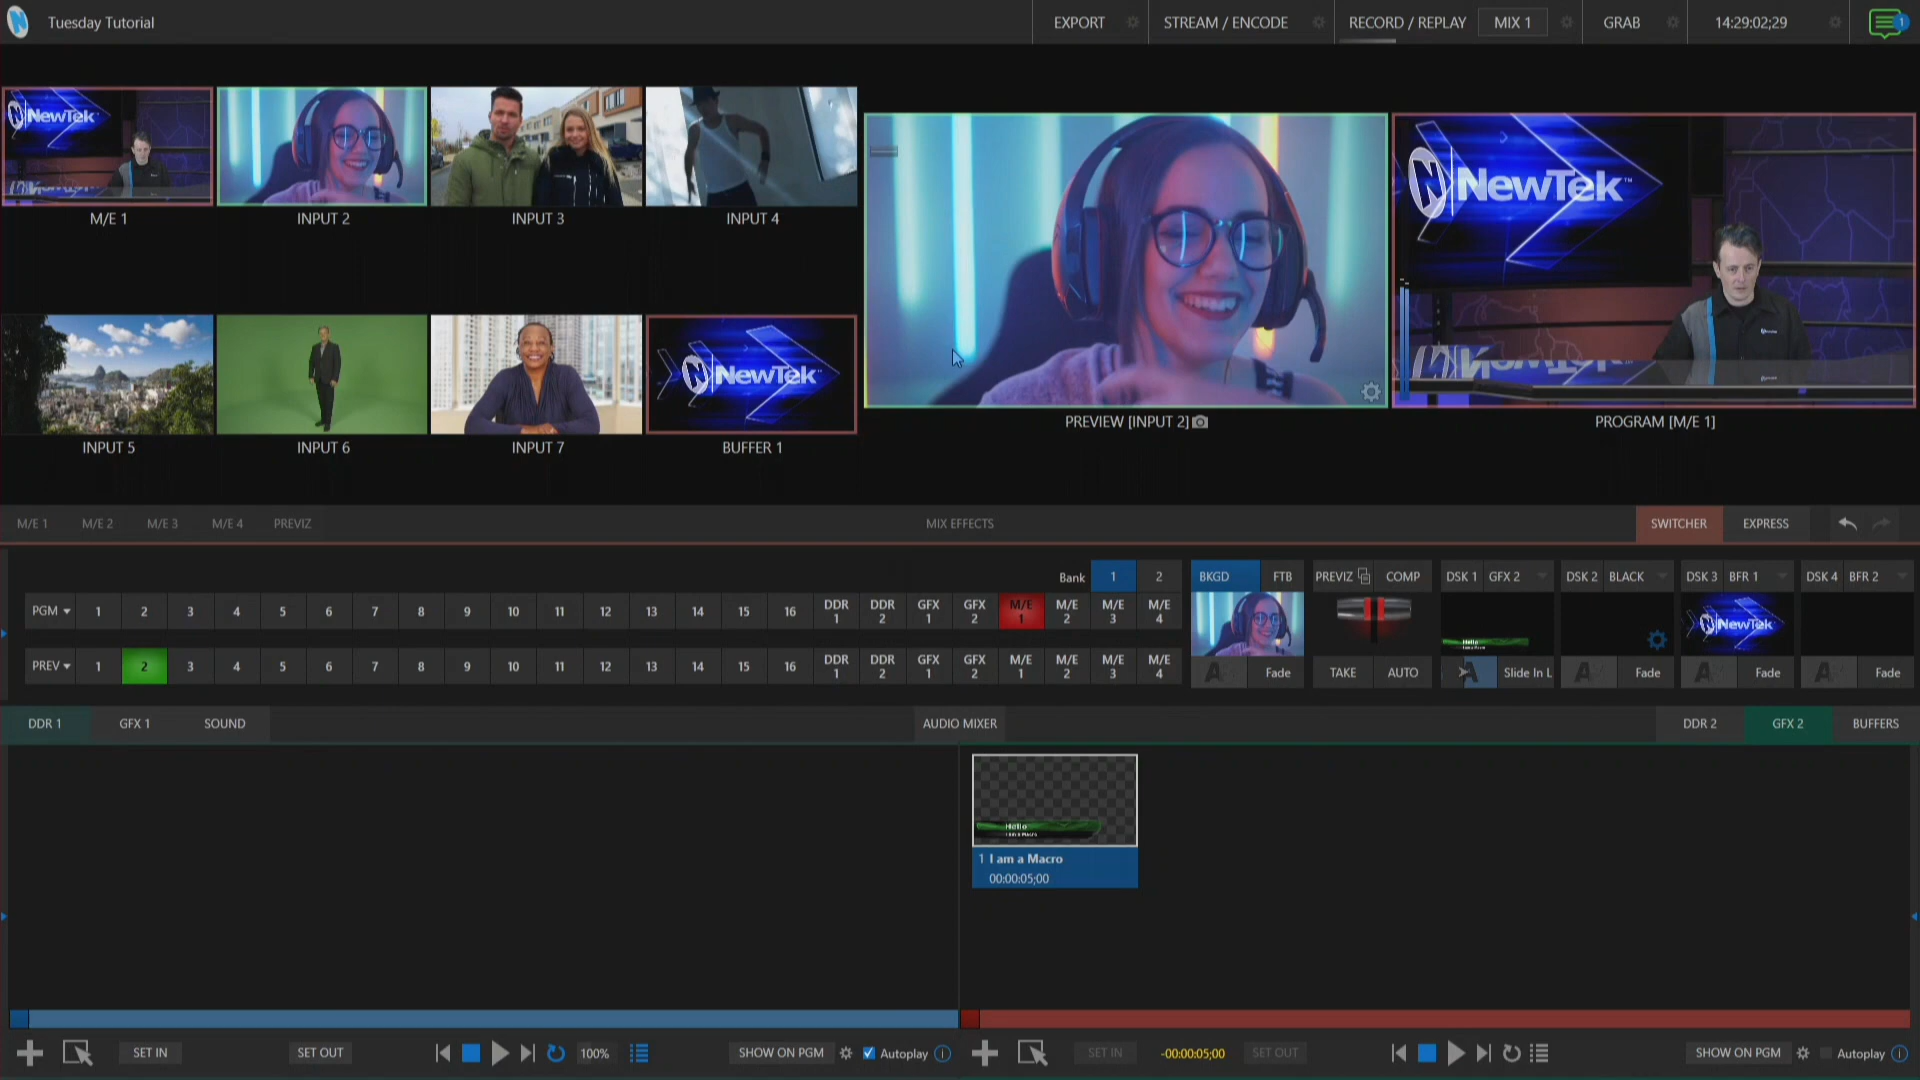 Tuesday Tutorial
EXPORT
STREAM / ENCODE
RECORD / REPLAY
MIX 1
GRAB
14:29:02;29
1
NewTek
M/E 1
INPUT 2
INPUT 3
INPUT 4
INPUT 5
INPUT 6
INPUT 7
NewTek
BUFFER 1
PREVIEW [INPUT 2]
NewTek™
PROGRAM [M/E 1]
M/E 1 M/E 2 M/E 3 M/E 4 PREVIZ
MIX EFFECTS
SWITCHER
EXPRESS
Bank 1 2
PGM 1 2 3 4 5 6 7 8 9 10 11 12 13 14 15 16 DDR 1 DDR 2 GFX 1 GFX 2 M/E 1 M/E 2 M/E 3 M/E 4
PREV 1 2 3 4 5 6 7 8 9 10 11 12 13 14 15 16 DDR 1 DDR 2 GFX 1 GFX 2 M/E 1 M/E 2 M/E 3 M/E 4
BKGD FTB
Fade
PREVIZ COMP
TAKE AUTO
DSK 1 GFX 2
Hello
Slide In L
DSK 2 BLACK
Fade
DSK 3 BFR 1
NewTek
Fade
DSK 4 BFR 2
Fade
DDR 1 GFX 1 SOUND
AUDIO MIXER
DDR 2 GFX 2 BUFFERS
Hello
I am a Macro
1 I am a Macro
00:00:05;00
SET IN SET OUT 100% SHOW ON PGM Autoplay
SET IN -00:00:05;00 SET OUT SHOW ON PGM Autoplay